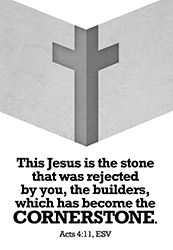 This Jesus is the stone
that was rejected
by you, the builders,
which has become the
CORNERSTONE.
Acts 4:11, ESV